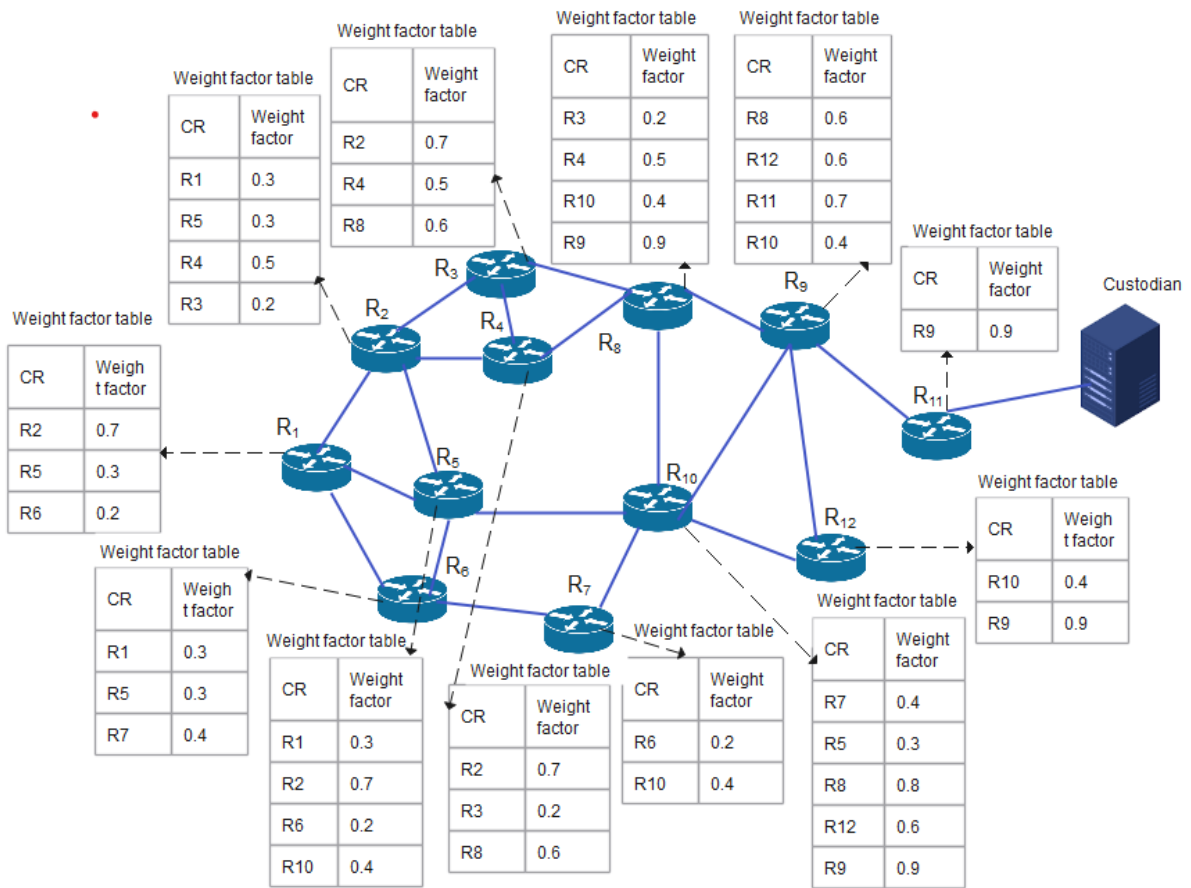 Weight factor table
CR Weight factor
R1 0.3
R5 0.3
R4 0.5
R3 0.2
Weight factor table
CR Weight factor
R2 0.7
R4 0.5
R8 0.6
Weight factor table
CR Weight factor
R3 0.2
R4 0.5
R10 0.4
R9 0.9
Weight factor table
CR Weight factor
R8 0.6
R12 0.6
R11 0.7
R10 0.4
Weight factor table
CR Weight factor
R9 0.9
Custodian
Weight factor table
CR Weigh t factor
R2 0.7
R5 0.3
R6 0.2
R3
R2
R4
R8
R9
R11
R1
R5
R10
R12
R6
R7
Weight factor table
CR Weigh t factor
R10 0.4
R9 0.9
Weight factor table
CR Weigh t factor
R1 0.3
R5 0.3
R7 0.4
Weight factor table
CR Weight factor
R1 0.3
R2 0.7
R6 0.2
R10 0.4
Weight factor table
CR Weight factor
R2 0.7
R3 0.2
R8 0.6
Weight factor table
CR Weight factor
R6 0.2
R10 0.4
Weight factor table
CR Weight factor
R7 0.4
R5 0.3
R8 0.8
R12 0.6
R9 0.9